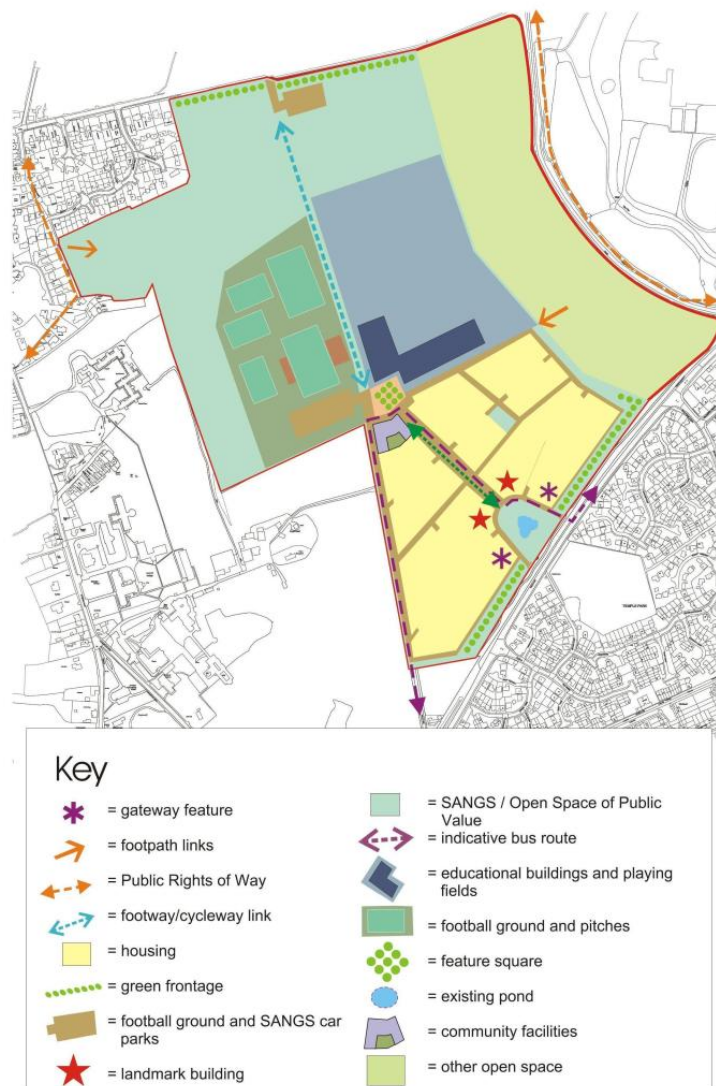 TEMPLE PARK
Key
= gateway feature
= footpath links
= Public Rights of Way
= footway/cycleway link
= housing
= green frontage
= football ground and SANGS car
parks
= landmark building
= SANGS / Open Space of Public
Value
= indicative bus route
= educational buildings and playing
fields
= football ground and pitches
= feature square
= existing pond
= community facilities
= other open space